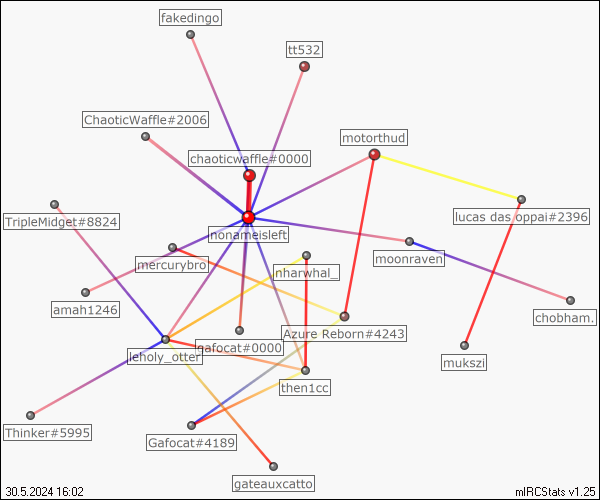 fakedingo
tt532
ChaoticWaffle#2006
motorthud
chaoticwaffle#0000
TripleMidget#8824
lucas das oppai#2396
nonameisleft
mercurybro
moonraven
nharwhal_
amah1246
chobham.
Azure Reborn#4243
gafocat#0000
leholy_otter
mukszi
then1cc
Thinker#5995
Gafocat#4189
gateauxcatto
30.5.2024 16:02
mIRCStats v1.25